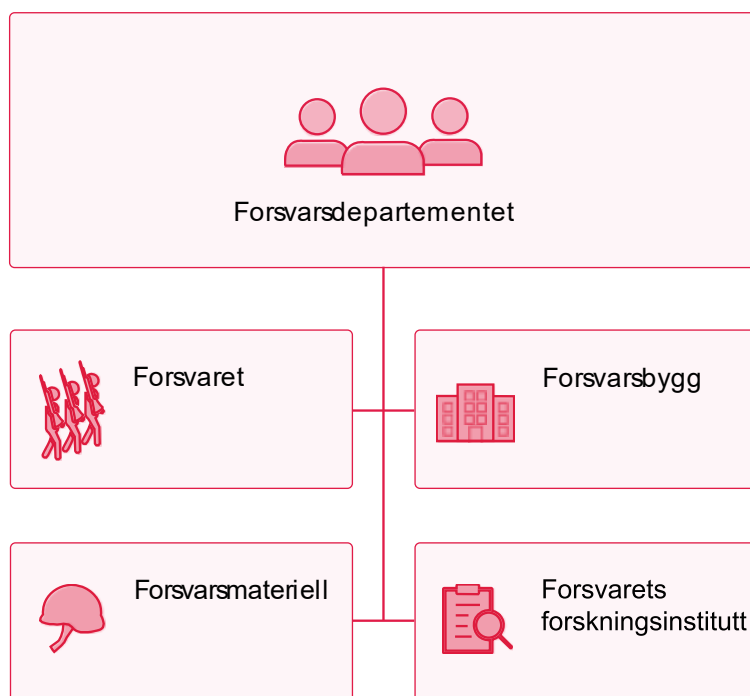 Forsvarsdepartementet
Forsvaret
Forsvarsbygg
Forsvarsmateriell
Forsvarets
forskningsinstitutt